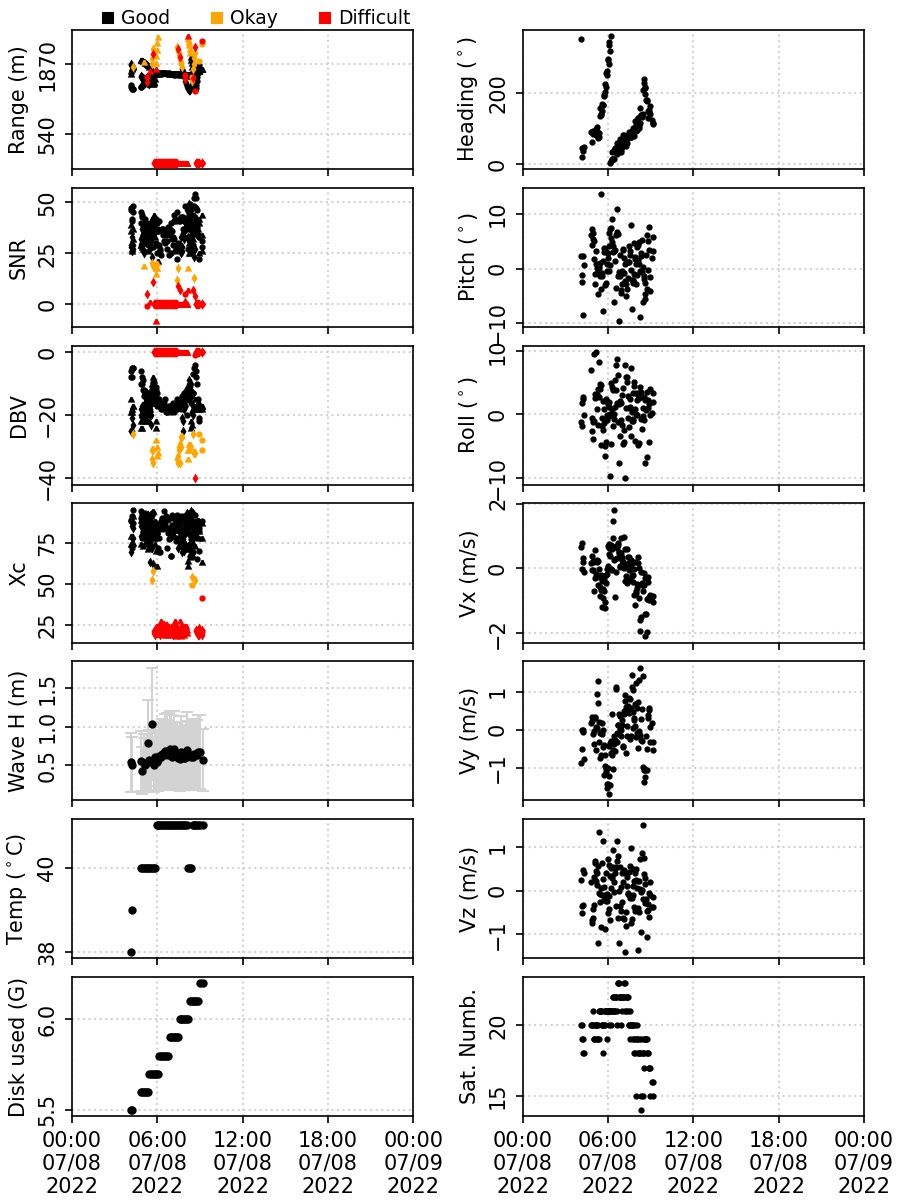 Good Okay Difficult
Range (m)
1870
540
Heading (°)
200
0
SNR
50
25
0
Pitch (°)
10
0
−10
DBV
0
−20
−40
Roll (°)
10
0
−10
Xc
75
50
25
Vx (m/s)
2
0
−2
Wave H (m)
1.5
1.0
0.5
Vy (m/s)
1
0
−1
Temp (°C)
40
38
Vz (m/s)
1
0
−1
Disk used (G)
6.0
5.5
Sat. Numb.
20
15
00:00 06:00 12:00 18:00 00:00
07/08 07/08 07/08 07/08 07/09
2022 2022 2022 2022 2022
00:00 06:00 12:00 18:00 00:00
07/08 07/08 07/08 07/08 07/09
2022 2022 2022 2022 2022